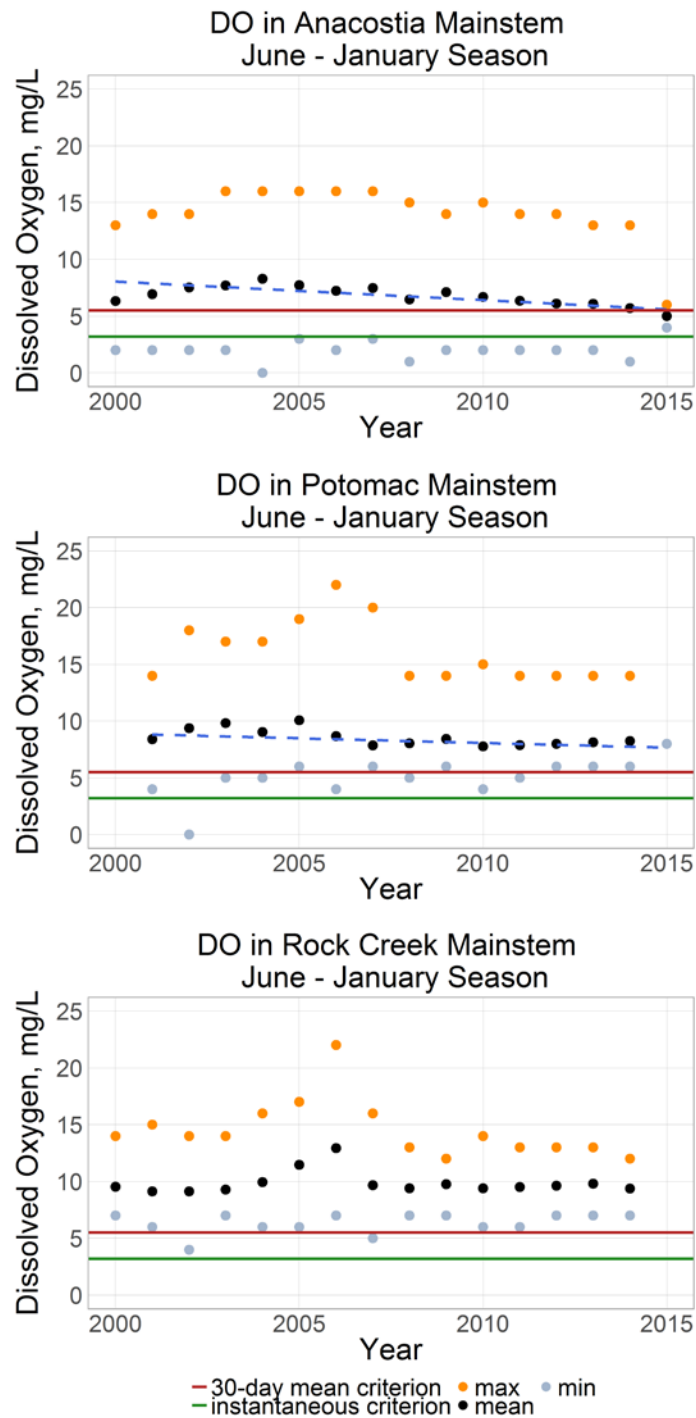 DO in Anacostia Mainstem
June - January Season
Dissolved Oxygen, mg/L
25
20
15
10
5
0
2000 2005 2010 2015
Year
DO in Potomac Mainstem
June - January Season
Dissolved Oxygen, mg/L
25
20
15
10
5
0
2000 2005 2010 2015
Year
DO in Rock Creek Mainstem
June - January Season
Dissolved Oxygen, mg/L
25
20
15
10
5
0
2000 2005 2010 2015
Year
30-day mean criterion max min
instantaneous criterion mean